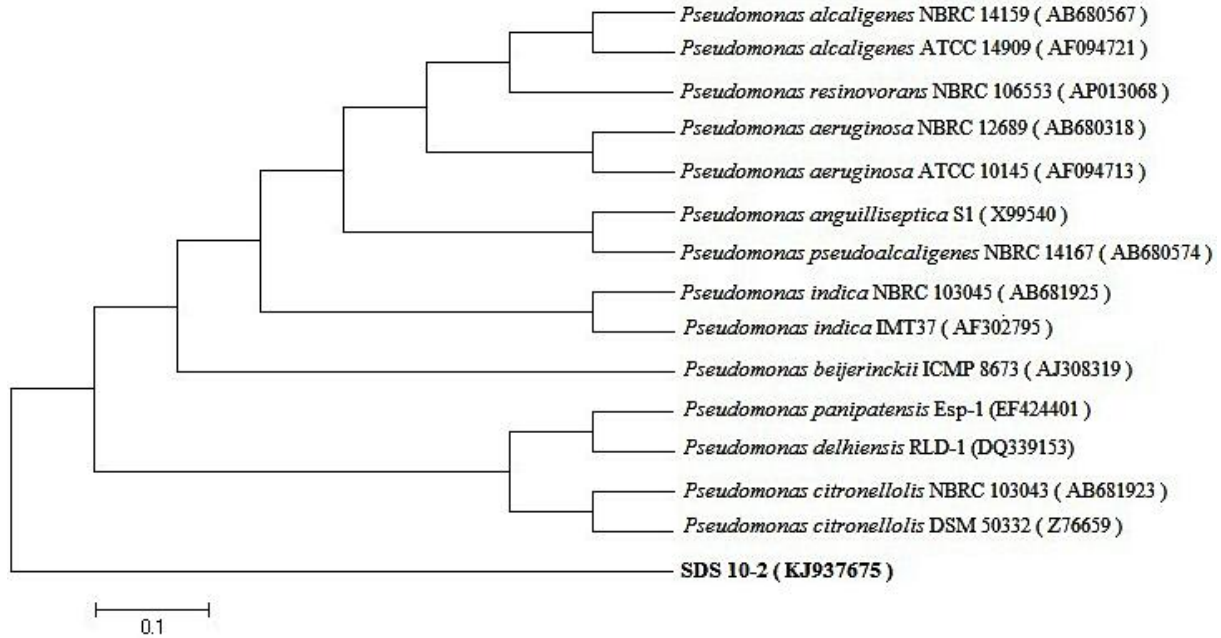 Pseudomonas alcaligenes NBRC 14159 ( AB680567 )
Pseudomonas alcaligenes ATCC 14909 ( AF094721 )
Pseudomonas resinovorans NBRC 106553 ( AP013068 )
Pseudomonas aeruginosa NBRC 12689 ( AB680318 )
Pseudomonas aeruginosa ATCC 10145 ( AF094713 )
Pseudomonas anguilliseptica S1 ( X99540 )
Pseudomonas pseudoalcaligenes NBRC 14167 ( AB680574 )
Pseudomonas indica NBRC 103045 ( AB681925 )
Pseudomonas indica IMT37 ( AF302795 )
Pseudomonas beijerinckii ICMP 8673 ( AJ308319 )
Pseudomonas panipatensis Esp-1 (EF424401 )
Pseudomonas delhiensis RLD-1 (DQ339153)
Pseudomonas citronellolis NBRC 103043 ( AB681923 )
Pseudomonas citronellolis DSM 50332 ( Z76659 )
SDS 10-2 ( KJ937675 )
0.1